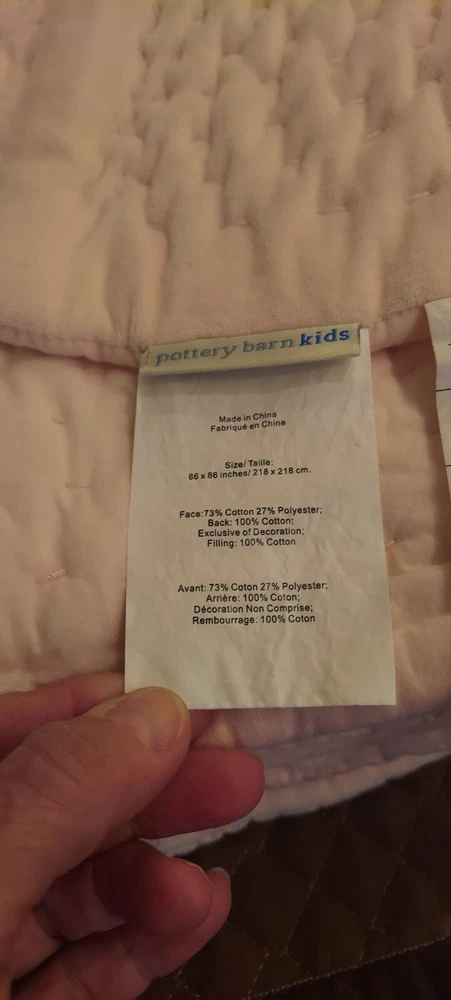 pottery barn kids
Made in China
Fabriqué en Chine
Size/ Taille:
86 x 86 inches/ 218 x 218 cm.
Face:73% Cotton 27% Polyester;
Back: 100% Cotton;
Exclusive of Decoration;
Filling: 100% Cotton
Avant: 73% Coton 27% Polyester;
Arrière: 100% Coton;
Décoration Non Comprise;
Rembourrage: 100% Coton